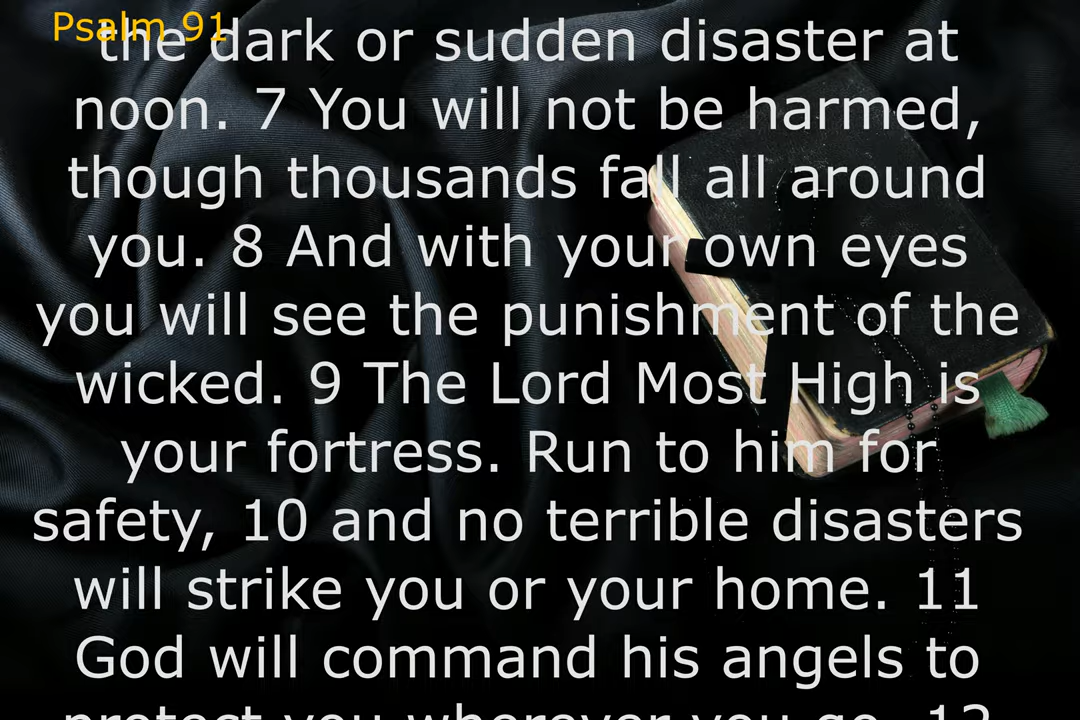 Psalm 91
the dark or sudden disaster at
noon. 7 You will not be harmed,
though thousands fall all around
you. 8 And with your own eyes
you will see the punishment of the
wicked. 9 The Lord Most High is
your fortress. Run to him for
safety, 10 and no terrible disasters
will strike you or your home. 11
God will command his angels to
protect you wherever you go. 12